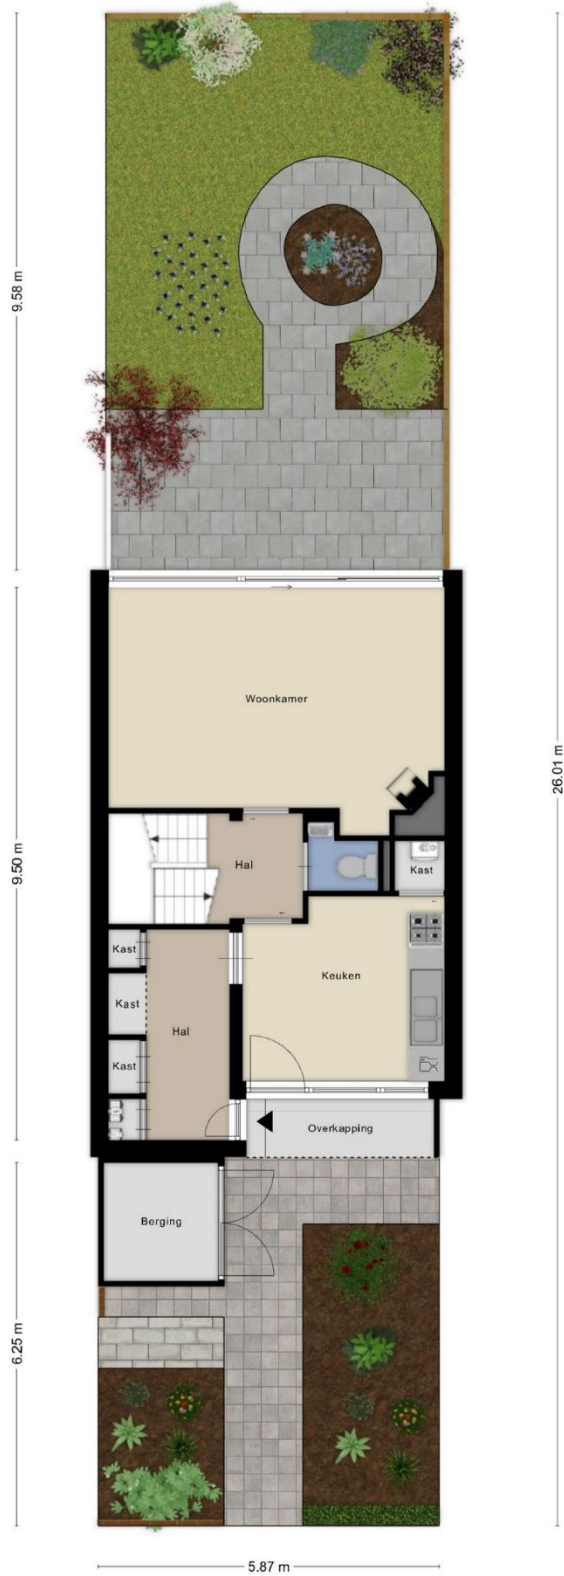 9.58 m
26.01 m
Woonkamer
9.50 m
Hal
Kast
Kast
Keuken
Kast
Hal
Kast
Overkapping
Berging
6.25 m
5.87 m